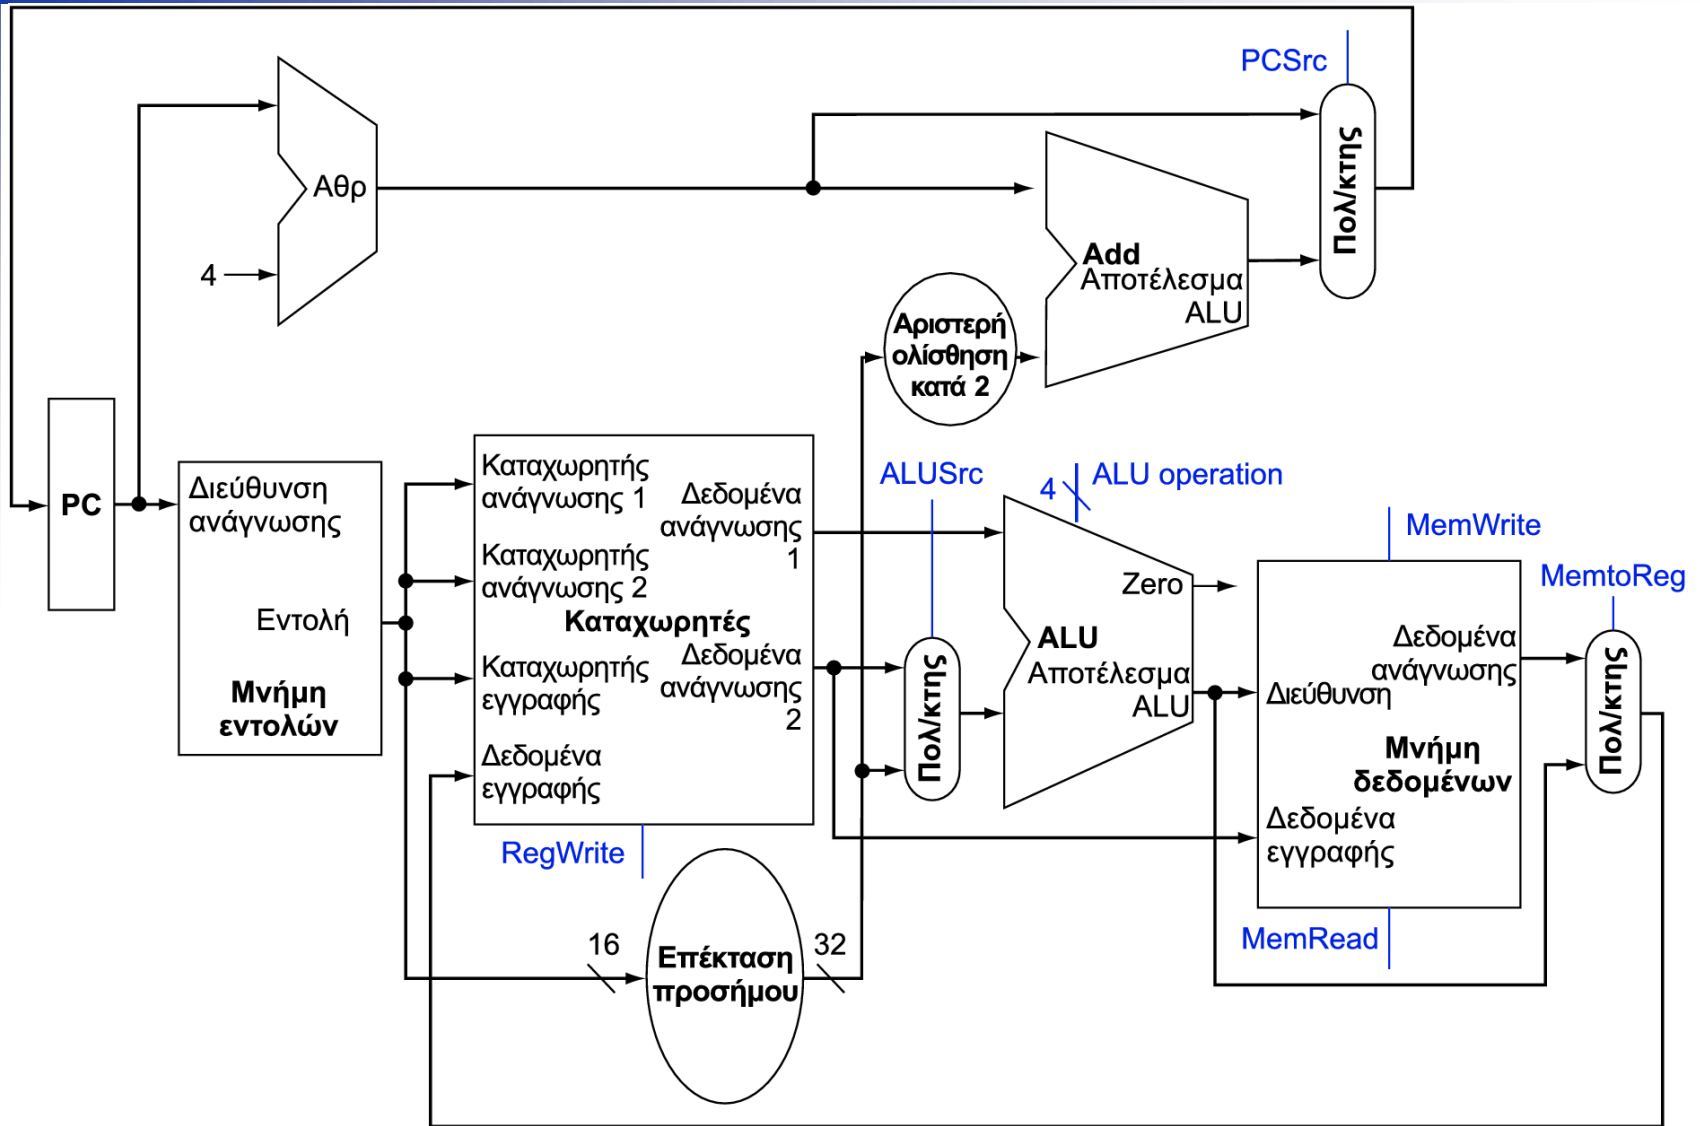 PCSrc
Πολ/κτης
Αθρ
4
Add
Αποτέλεσμα
ALU
Αριστερή
ολίσθηση
κατά 2
PC
Διεύθυνση
ανάγνωσης
Εντολή
Μνήμη
εντολών
Καταχωρητής
ανάγνωσης 1
Καταχωρητής
ανάγνωσης 2
Καταχωρητές
Καταχωρητής
εγγραφής
Δεδομένα
εγγραφής
Δεδομένα
ανάγνωσης
1
Δεδομένα
ανάγνωσης
2
RegWrite
16
Επέκταση
προσήμου
32
ALUSrc
Πολ/κτης
4
ALU operation
Zero
ALU
Αποτέλεσμα
ALU
MemWrite
Δεδομένα
ανάγνωσης
Διεύθυνση
Μνήμη
δεδομένων
Δεδομένα
εγγραφής
MemRead
MemtoReg
Πολ/κτης